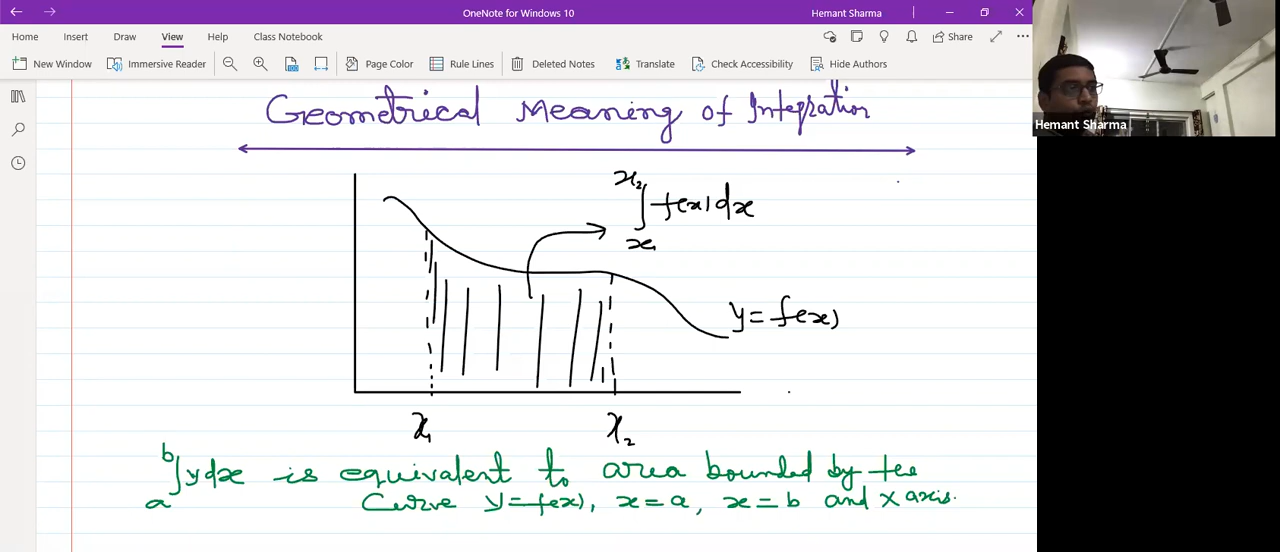 OneNote for Windows 10
Hemant Sharma
Home Insert Draw View Help Class Notebook
Share
New Window Immersive Reader Page Color Rule Lines Deleted Notes Translate Check Accessibility Hide Authors
Hemant Sharma
Geometrical Meaning of Integration
x₂
∫ f(x) dx
x₁
y = f(x)
x₁ x₂
b
∫ y dx is equivalent to area bounded by the
a Curve y = f(x), x = a, x = b and X axis.